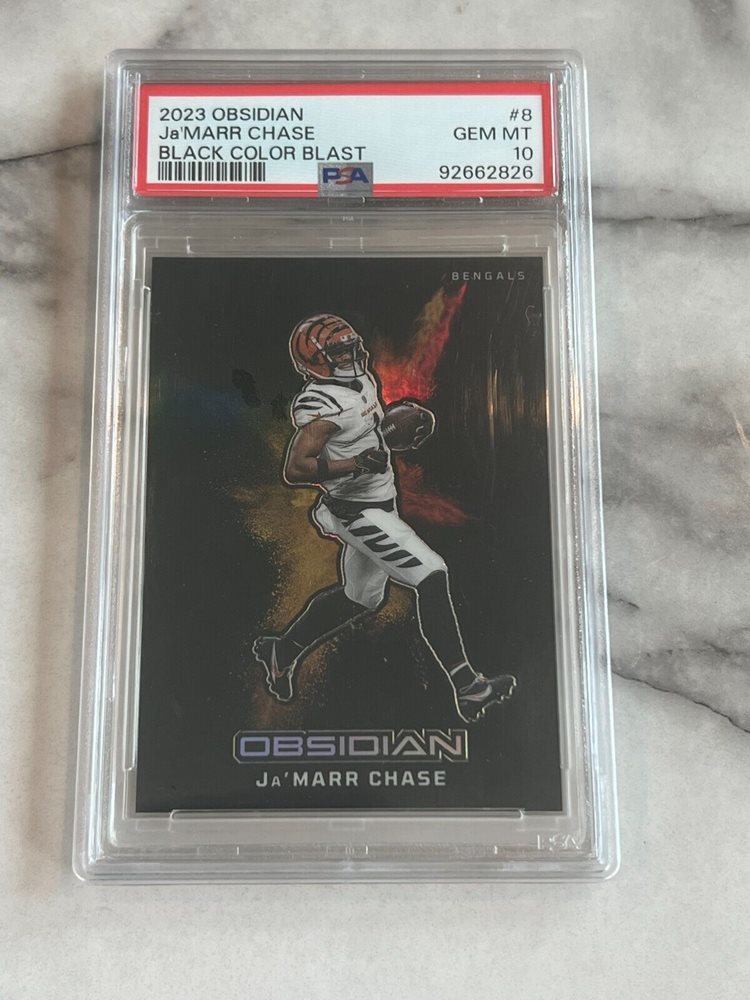 2023 OBSIDIAN #8
Ja'MARR CHASE GEM MT
BLACK COLOR BLAST 10
PSA 92662826
BENGALS
OBSIDIAN
JA'MARR CHASE
PSA